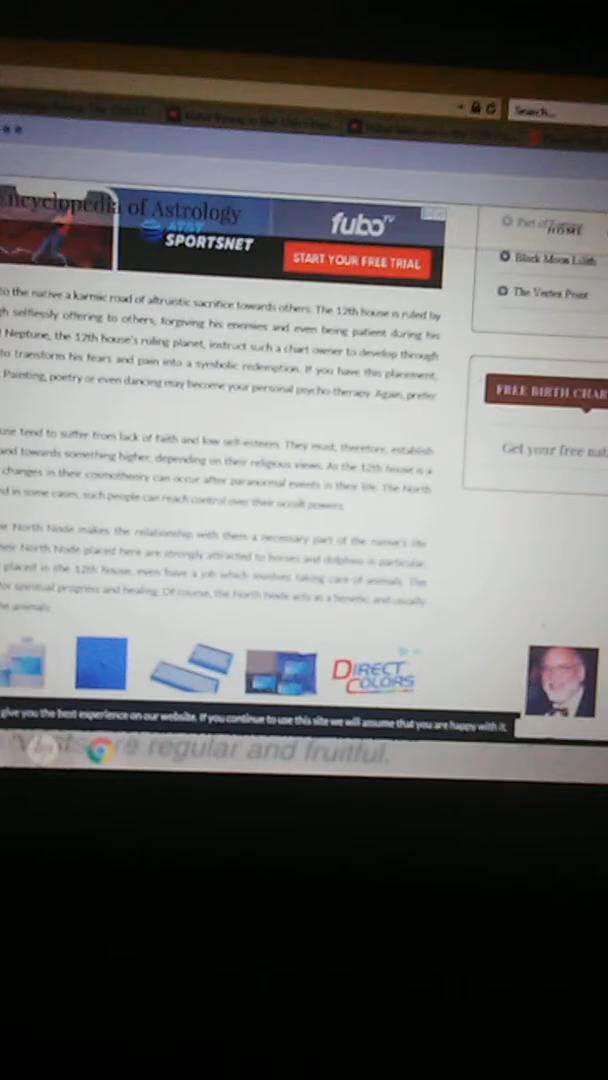 Search...
Encyclopedia of Astrology
AT&T
SPORTSNET
fubo TV
START YOUR FREE TRIAL
Part of
HOME
Black Moon Lilith
The Vertex Point
to the native a karmic road of altruistic sacrifice towards others. The 12th house is ruled by
gh selflessly offering to others, forgiving his enemies and even being patient during his
Neptune, the 12th house's ruling planet, instruct such a chart owner to develop through
to transform his fears and pain into a symbolic redemption. If you have this placement,
Painting, poetry or even dancing may become your personal psycho-therapy. Again, prefer
FREE BIRTH CHAR
Get your free nat
use tend to suffer from lack of faith and low self-esteem. They must, therefore, establish
and towards something higher, depending on their religious views. As the 12th house is a
changes in their cosmotheory can occur after paranormal events in their life. The North
nd in some cases, such people can reach control over their occult powers.
e North Node makes the relationship with them a necessary part of the native's life
heir North Node placed here are strongly attracted to horses and dolphins in particular.
placed in the 12th house, even have a job which involves taking care of animals. The
for spiritual progress and healing. Of course, the North Node acts as a benefic, and usually
he animals.
DIRECT
COLORS
give you the best experience on our website. If you continue to use this site we will assume that you are happy with it.
re regular and fruitful.